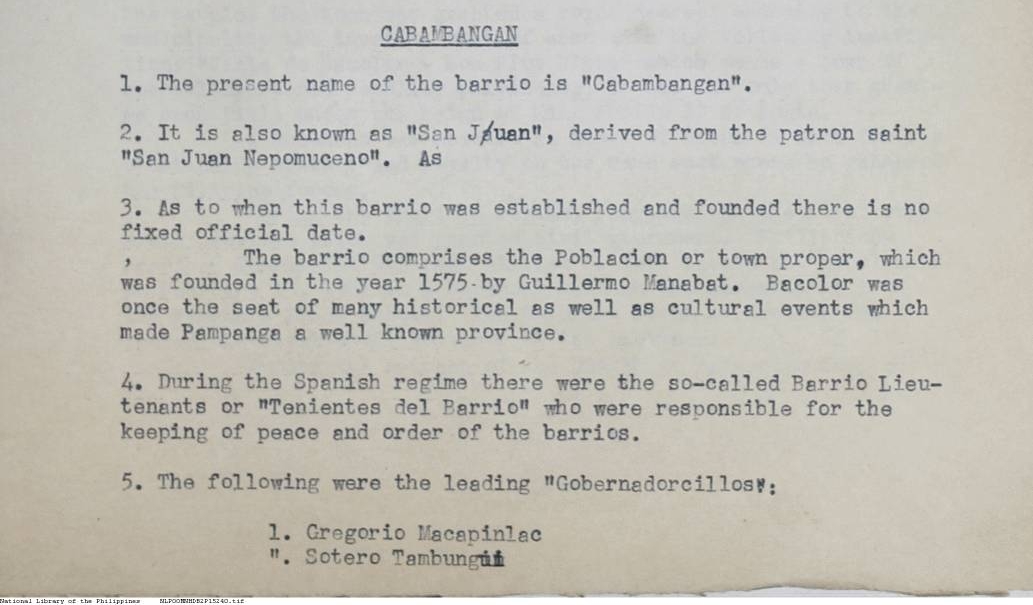 CABAMBANGAN
1. The present name of the barrio is "Cabambangan".
2. It is also known as "San Juan", derived from the patron saint
"San Juan Nepomuceno". As
3. As to when this barrio was established and founded there is no
fixed official date.
, The barrio comprises the Poblacion or town proper, which
was founded in the year 1575 by Guillermo Manabat. Bacolor was
once the seat of many historical as well as cultural events which
made Pampanga a well known province.
4. During the Spanish regime there were the so-called Barrio Lieu-
tenants or "Tenientes del Barrio" who were responsible for the
keeping of peace and order of the barrios.
5. The following were the leading "Gobernadorcillos":
1. Gregorio Macapinlac
". Sotero
National Library of the Philippines